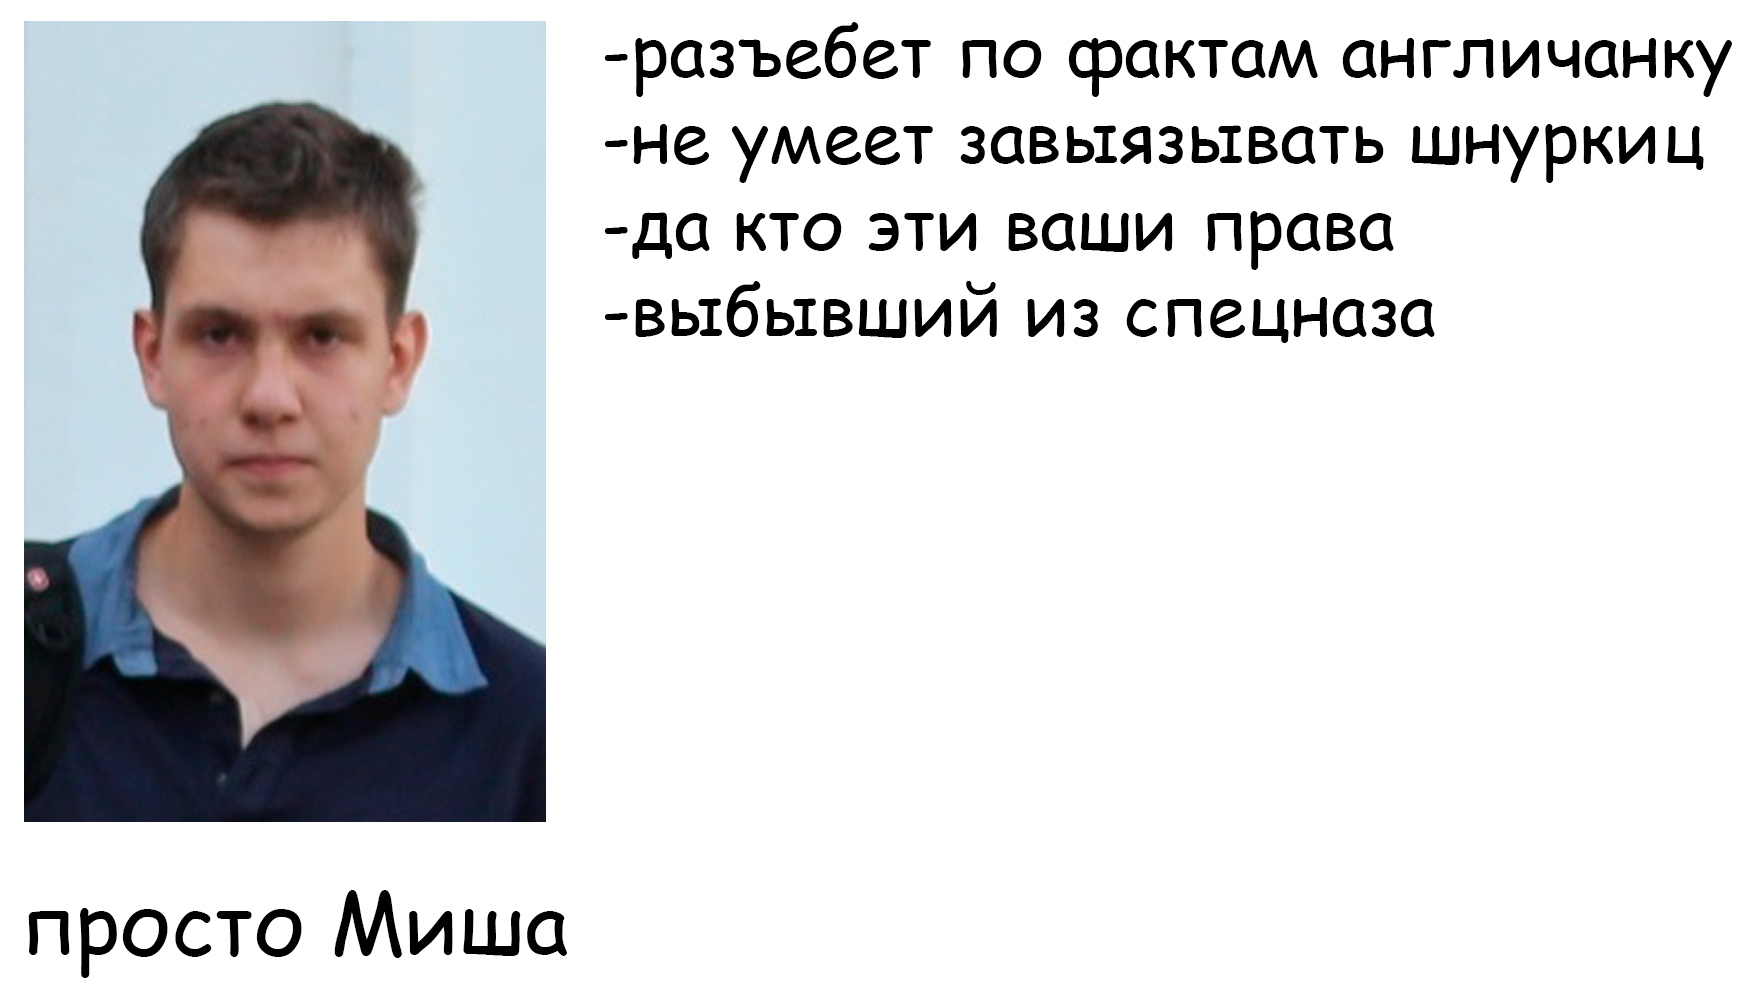 -разъебет по фактам англичанку
-не умеет завыязывать шнуркиц
-да кто эти ваши права
-выбывший из спецназа
просто Миша